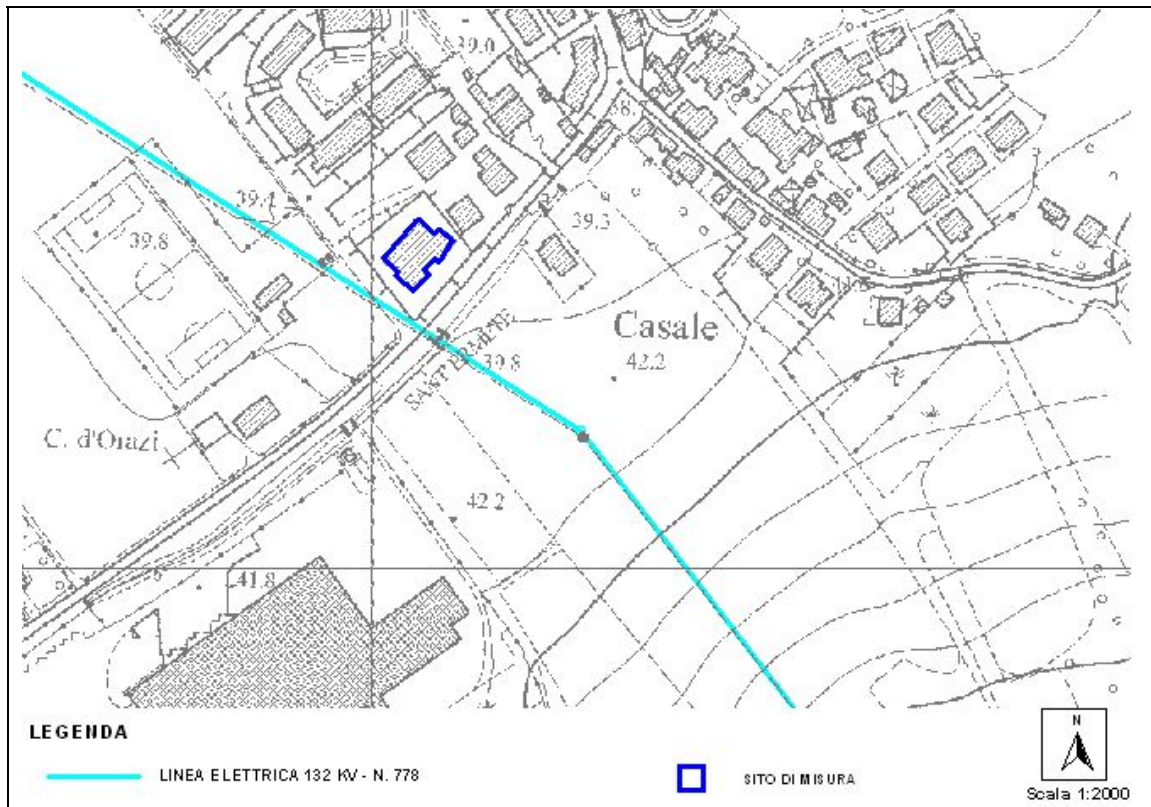 39.0
38.
39.4
39.8
39.3
Casale
39.8
42.2
C. d'Orazi
42.2
41.8
LEGENDA
LINEA ELETTRICA 132 KV - N. 778
SITO DI MISURA
N
Scala 1:2000